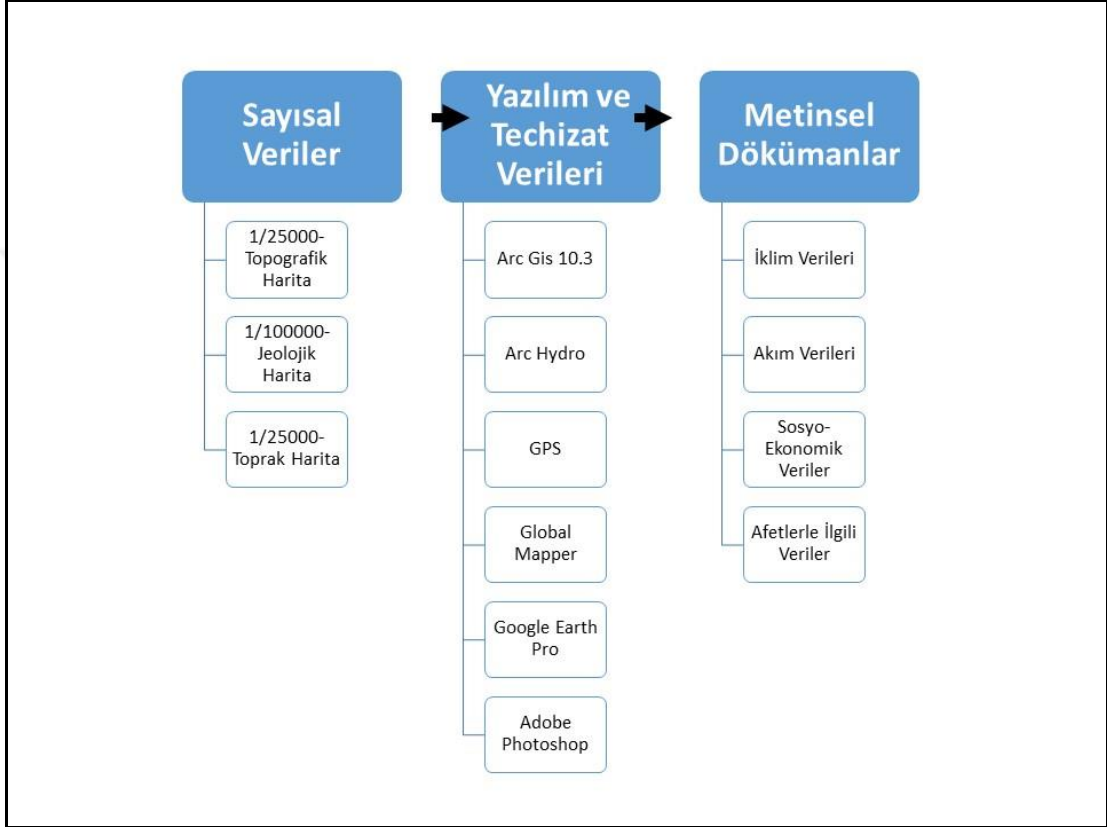 Sayısal
Veriler
1/25000-
Topografik
Harita
1/100000-
Jeolojik
Harita
1/25000-
Toprak Harita
Yazılım ve
Techizat
Verileri
Arc Gis 10.3
Arc Hydro
GPS
Global
Mapper
Google Earth
Pro
Adobe
Photoshop
Metinsel
Dökümanlar
İklim Verileri
Akım Verileri
Sosyo-
Ekonomik
Veriler
Afetlerle İlgili
Veriler